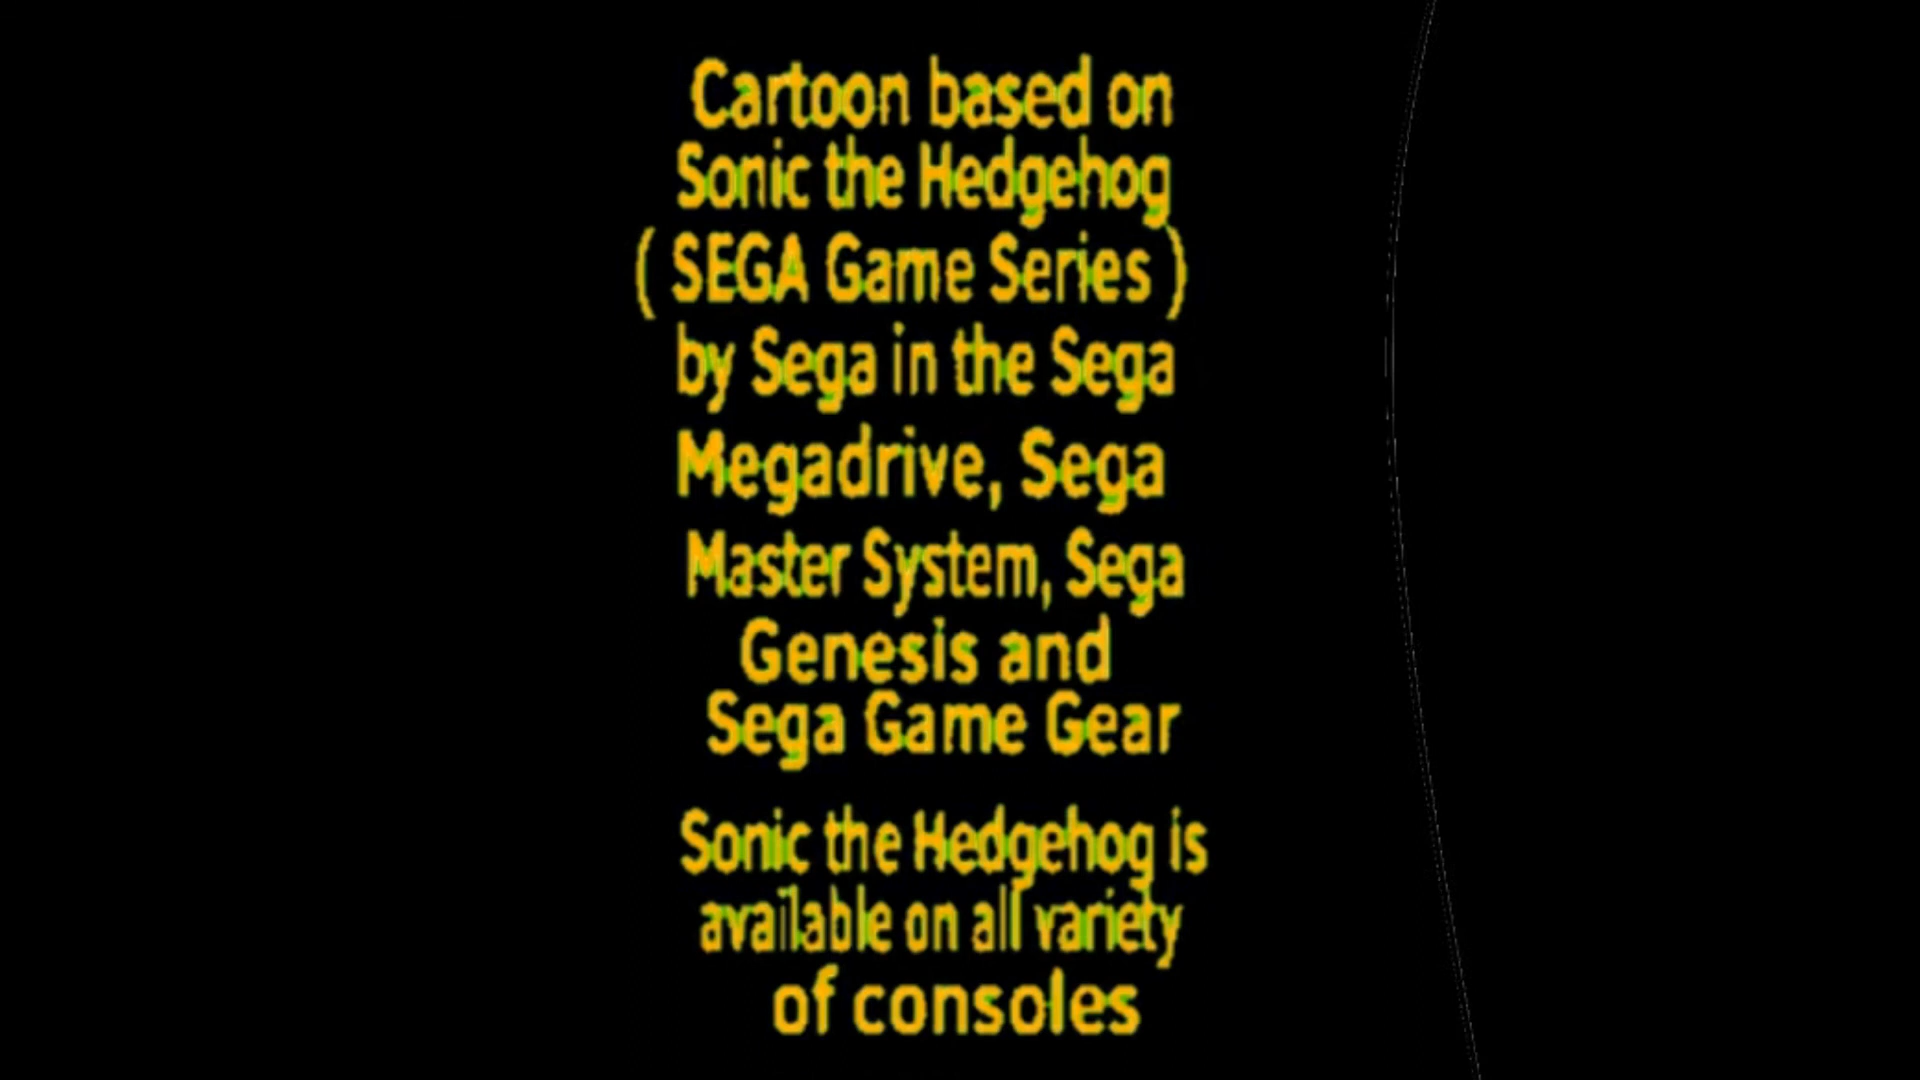 Cartoon based on
Sonic the Hedgehog
( SEGA Game Series )
by Sega in the Sega
Megadrive, Sega
Master System, Sega
Genesis and
Sega Game Gear
Sonic the Hedgehog is
available on all variety
of consoles